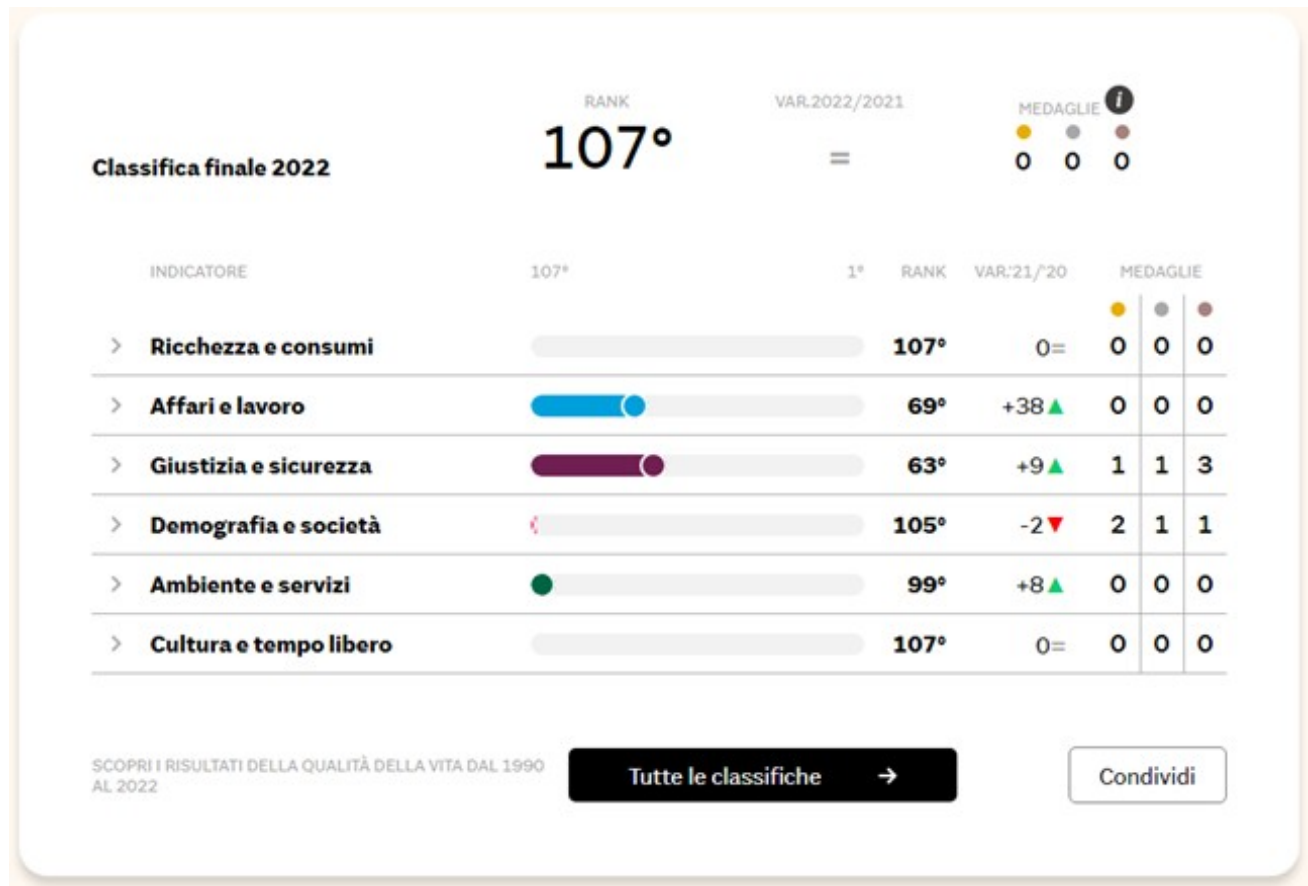 RANK VAR.2022/2021 MEDAGLIE i
Classifica finale 2022 107° = 0 0 0
INDICATORE 107° 1° RANK VAR.'21/'20 MEDAGLIE
Ricchezza e consumi 107° 0= 0 0 0
Affari e lavoro 69° +38▲ 0 0 0
Giustizia e sicurezza 63° +9▲ 1 1 3
Demografia e società 105° -2▼ 2 1 1
Ambiente e servizi 99° +8▲ 0 0 0
Cultura e tempo libero 107° 0= 0 0 0
SCOPRI I RISULTATI DELLA QUALITÀ DELLA VITA DAL 1990
AL 2022
Tutte le classifiche →
Condividi